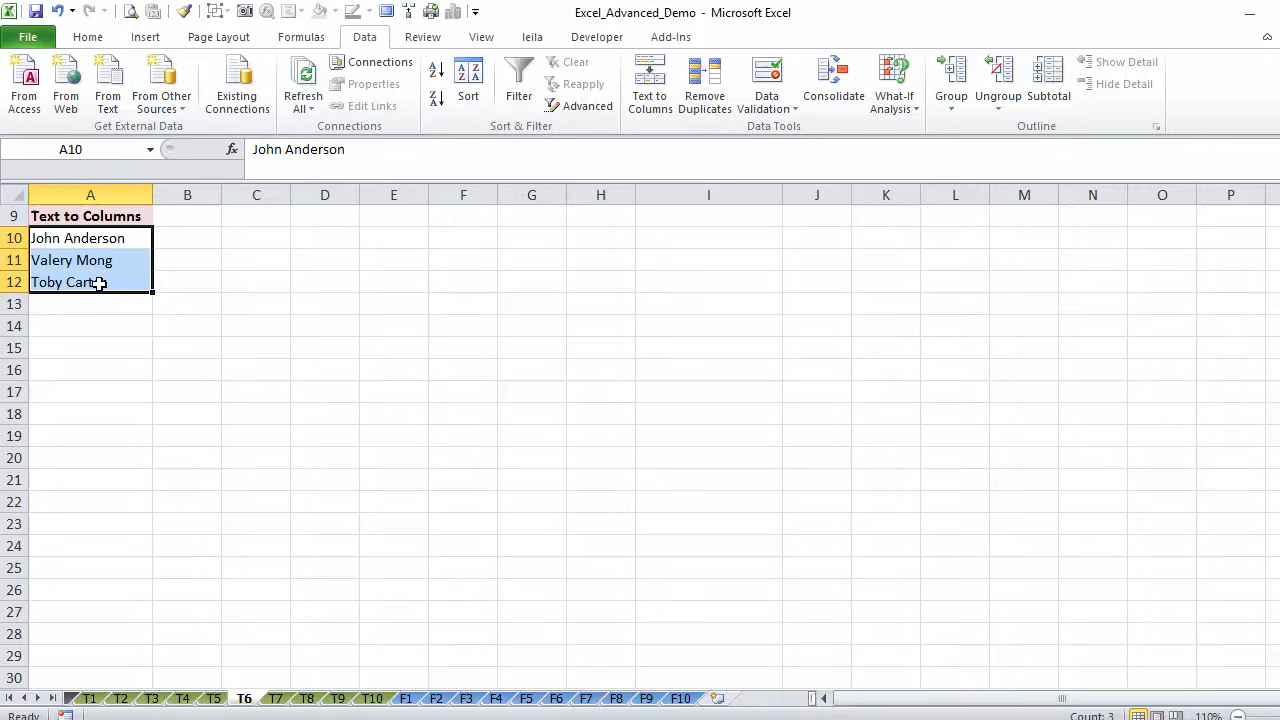 Excel_Advanced_Demo - Microsoft Excel
File Home Insert Page Layout Formulas Data Review View leila Developer Add-Ins
From Access
From Web
From Text
From Other Sources
Existing Connections
Get External Data
Refresh All
Connections
Properties
Edit Links
Connections
Sort
Filter
Clear
Reapply
Advanced
Sort & Filter
Text to Columns
Remove Duplicates
Data Validation
Consolidate
What-If Analysis
Data Tools
Group
Ungroup
Subtotal
Show Detail
Hide Detail
Outline
A10 fx John Anderson
A B C D E F G H I J K L M N O P
9 Text to Columns
10 John Anderson
11 Valery Mong
12 Toby Cart
13
14
15
16
17
18
19
20
21
22
23
24
25
26
27
28
29
30
T1 T2 T3 T4 T5 T6 T7 T8 T9 T10 F1 F2 F3 F4 F5 F6 F7 F8 F9 F10
Ready Count: 3 110%